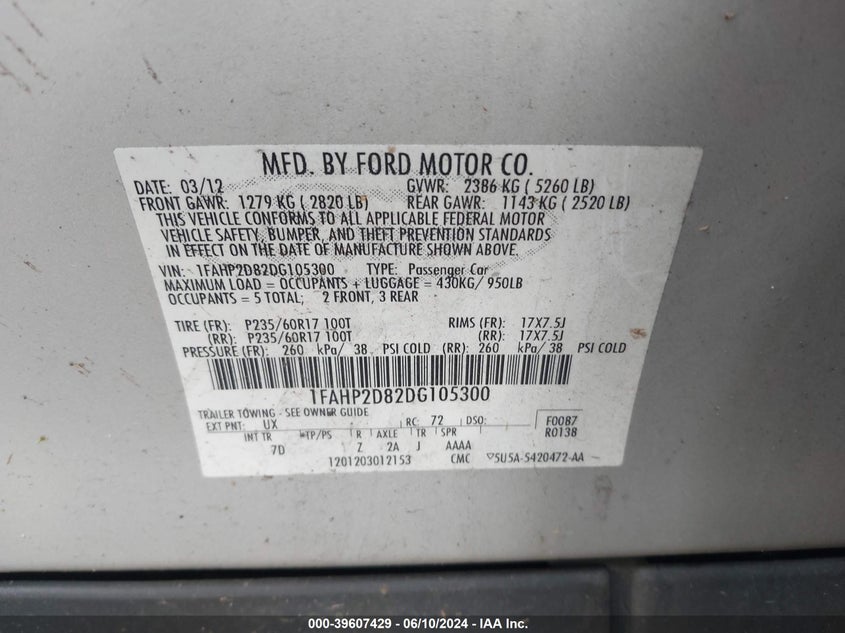 MFD. BY FORD MOTOR CO.
DATE: 03/12 GVWR: 2386 KG ( 5260 LB)
FRONT GAWR: 1279 KG ( 2820 LB) REAR GAWR: 1143 KG ( 2520 LB)
THIS VEHICLE CONFORMS TO ALL APPLICABLE FEDERAL MOTOR
VEHICLE SAFETY, BUMPER, AND THEFT PREVENTION STANDARDS
IN EFFECT ON THE DATE OF MANUFACTURE SHOWN ABOVE.
VIN: 1FAHP2D82DG105300 TYPE: Passenger Car
MAXIMUM LOAD = OCCUPANTS + LUGGAGE = 430KG/ 950LB
OCCUPANTS = 5 TOTAL; 2 FRONT, 3 REAR
TIRE (FR): P235/60R17 100T RIMS (FR): 17X7.5J
(RR): P235/60R17 100T (RR): 17X7.5J
PRESSURE (FR): 260 kPa/ 38 PSI COLD (RR): 260 kPa/ 38 PSI COLD
1FAHP2D82DG105300
TRAILER TOWING - SEE OWNER GUIDE
EXT PNT: UX RC: 72 DSO: F0087
INT TR *TP/PS R AXLE TR SPR R0138
7D Z 2A J AAAA
1201203012153 CMC ▽5U5A-5420472-AA
000-39607429 - 06/10/2024 - IAA Inc.